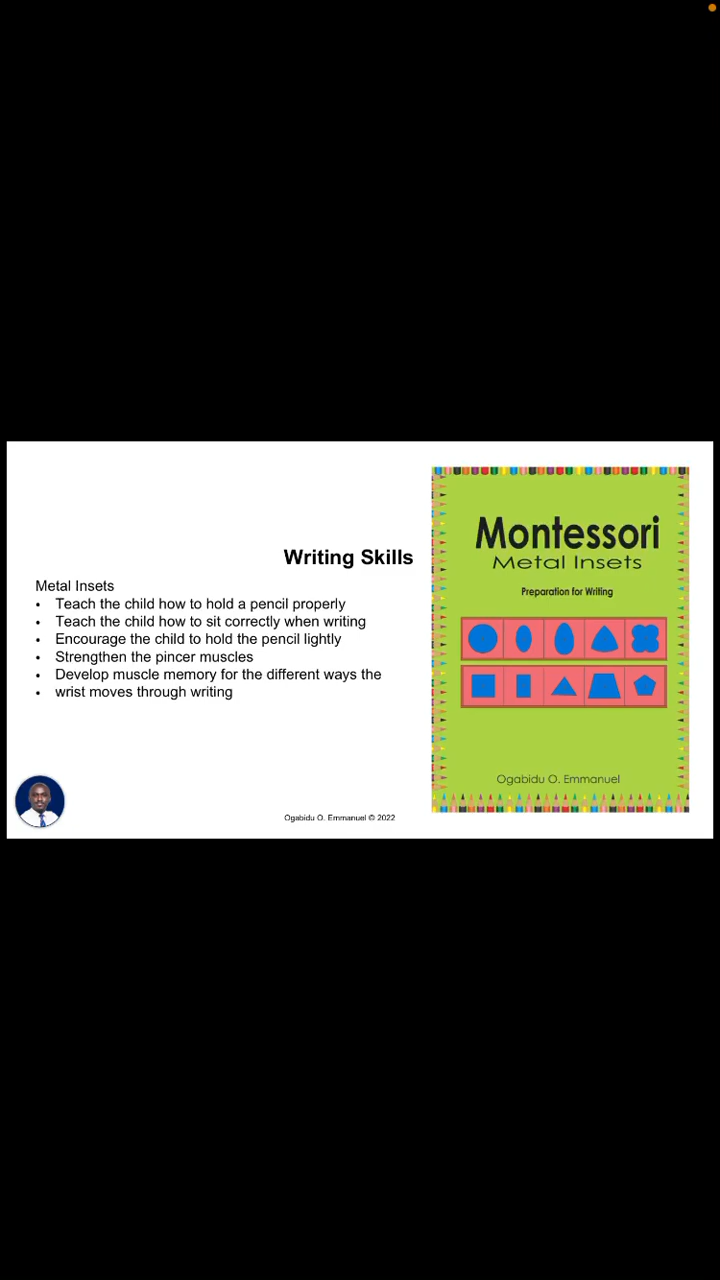 Writing Skills
Metal Insets
• Teach the child how to hold a pencil properly
• Teach the child how to sit correctly when writing
• Encourage the child to hold the pencil lightly
• Strengthen the pincer muscles
• Develop muscle memory for the different ways the
• wrist moves through writing
Ogabidu O. Emmanuel © 2022
Montessori
Metal Insets
Preparation for Writing
Ogabidu O. Emmanuel